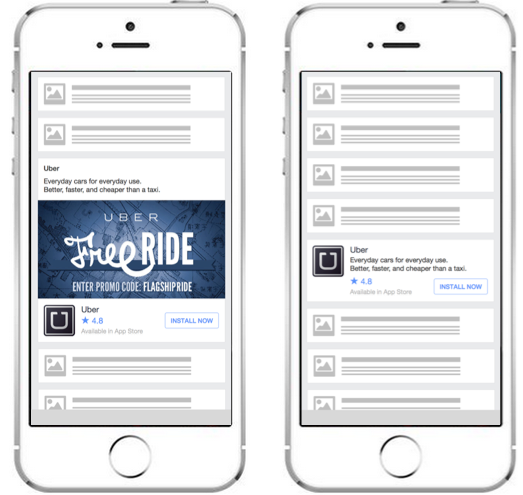 Uber
Everyday cars for everyday use.
Better, faster, and cheaper than a taxi.
UBER
Free RIDE
ENTER PROMO CODE: FLAGSHIPRIDE
Uber
★ 4.8
Available in App Store
INSTALL NOW
Uber
Everyday cars for everyday use.
Better, faster, and cheaper than a taxi.
★ 4.8
Available in App Store
INSTALL NOW